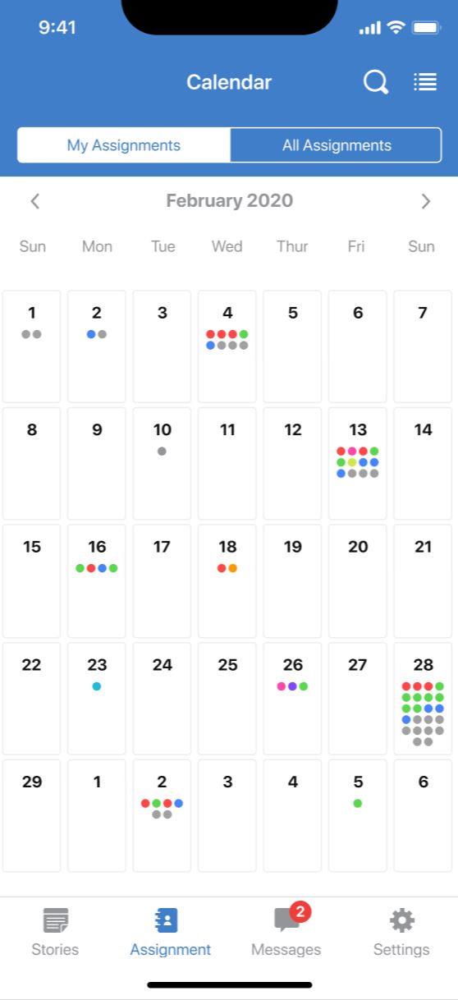 9:41
Calendar
My Assignments All Assignments
February 2020
Sun Mon Tue Wed Thur Fri Sun
1 2 3 4 5 6 7
8 9 10 11 12 13 14
15 16 17 18 19 20 21
22 23 24 25 26 27 28
29 1 2 3 4 5 6
2
Stories Assignment Messages Settings